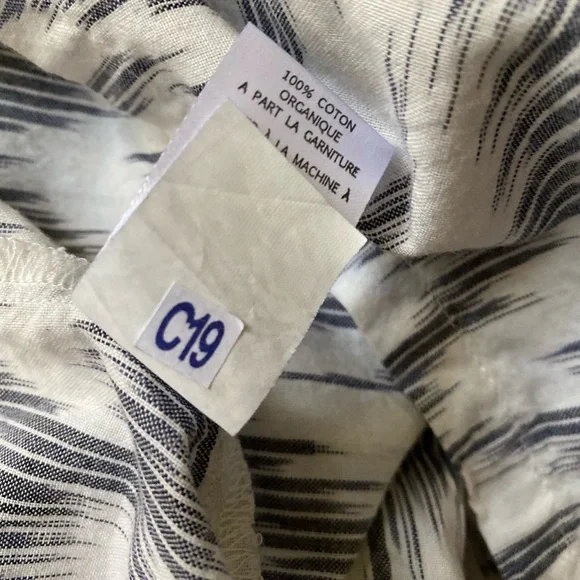 100% COTON
ORGANIQUE
A PART LA GARNITURE
À LA MACHINE À
C19